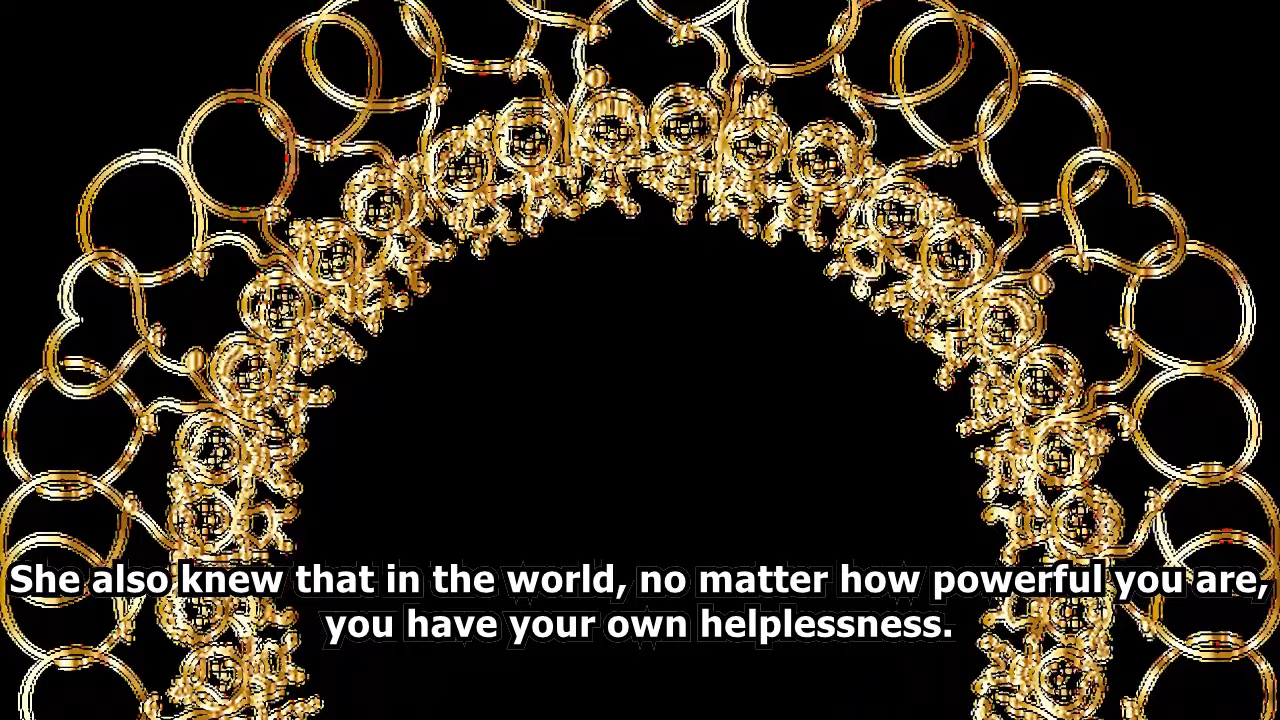 She also knew that in the world, no matter how powerful you are,
you have your own helplessness.